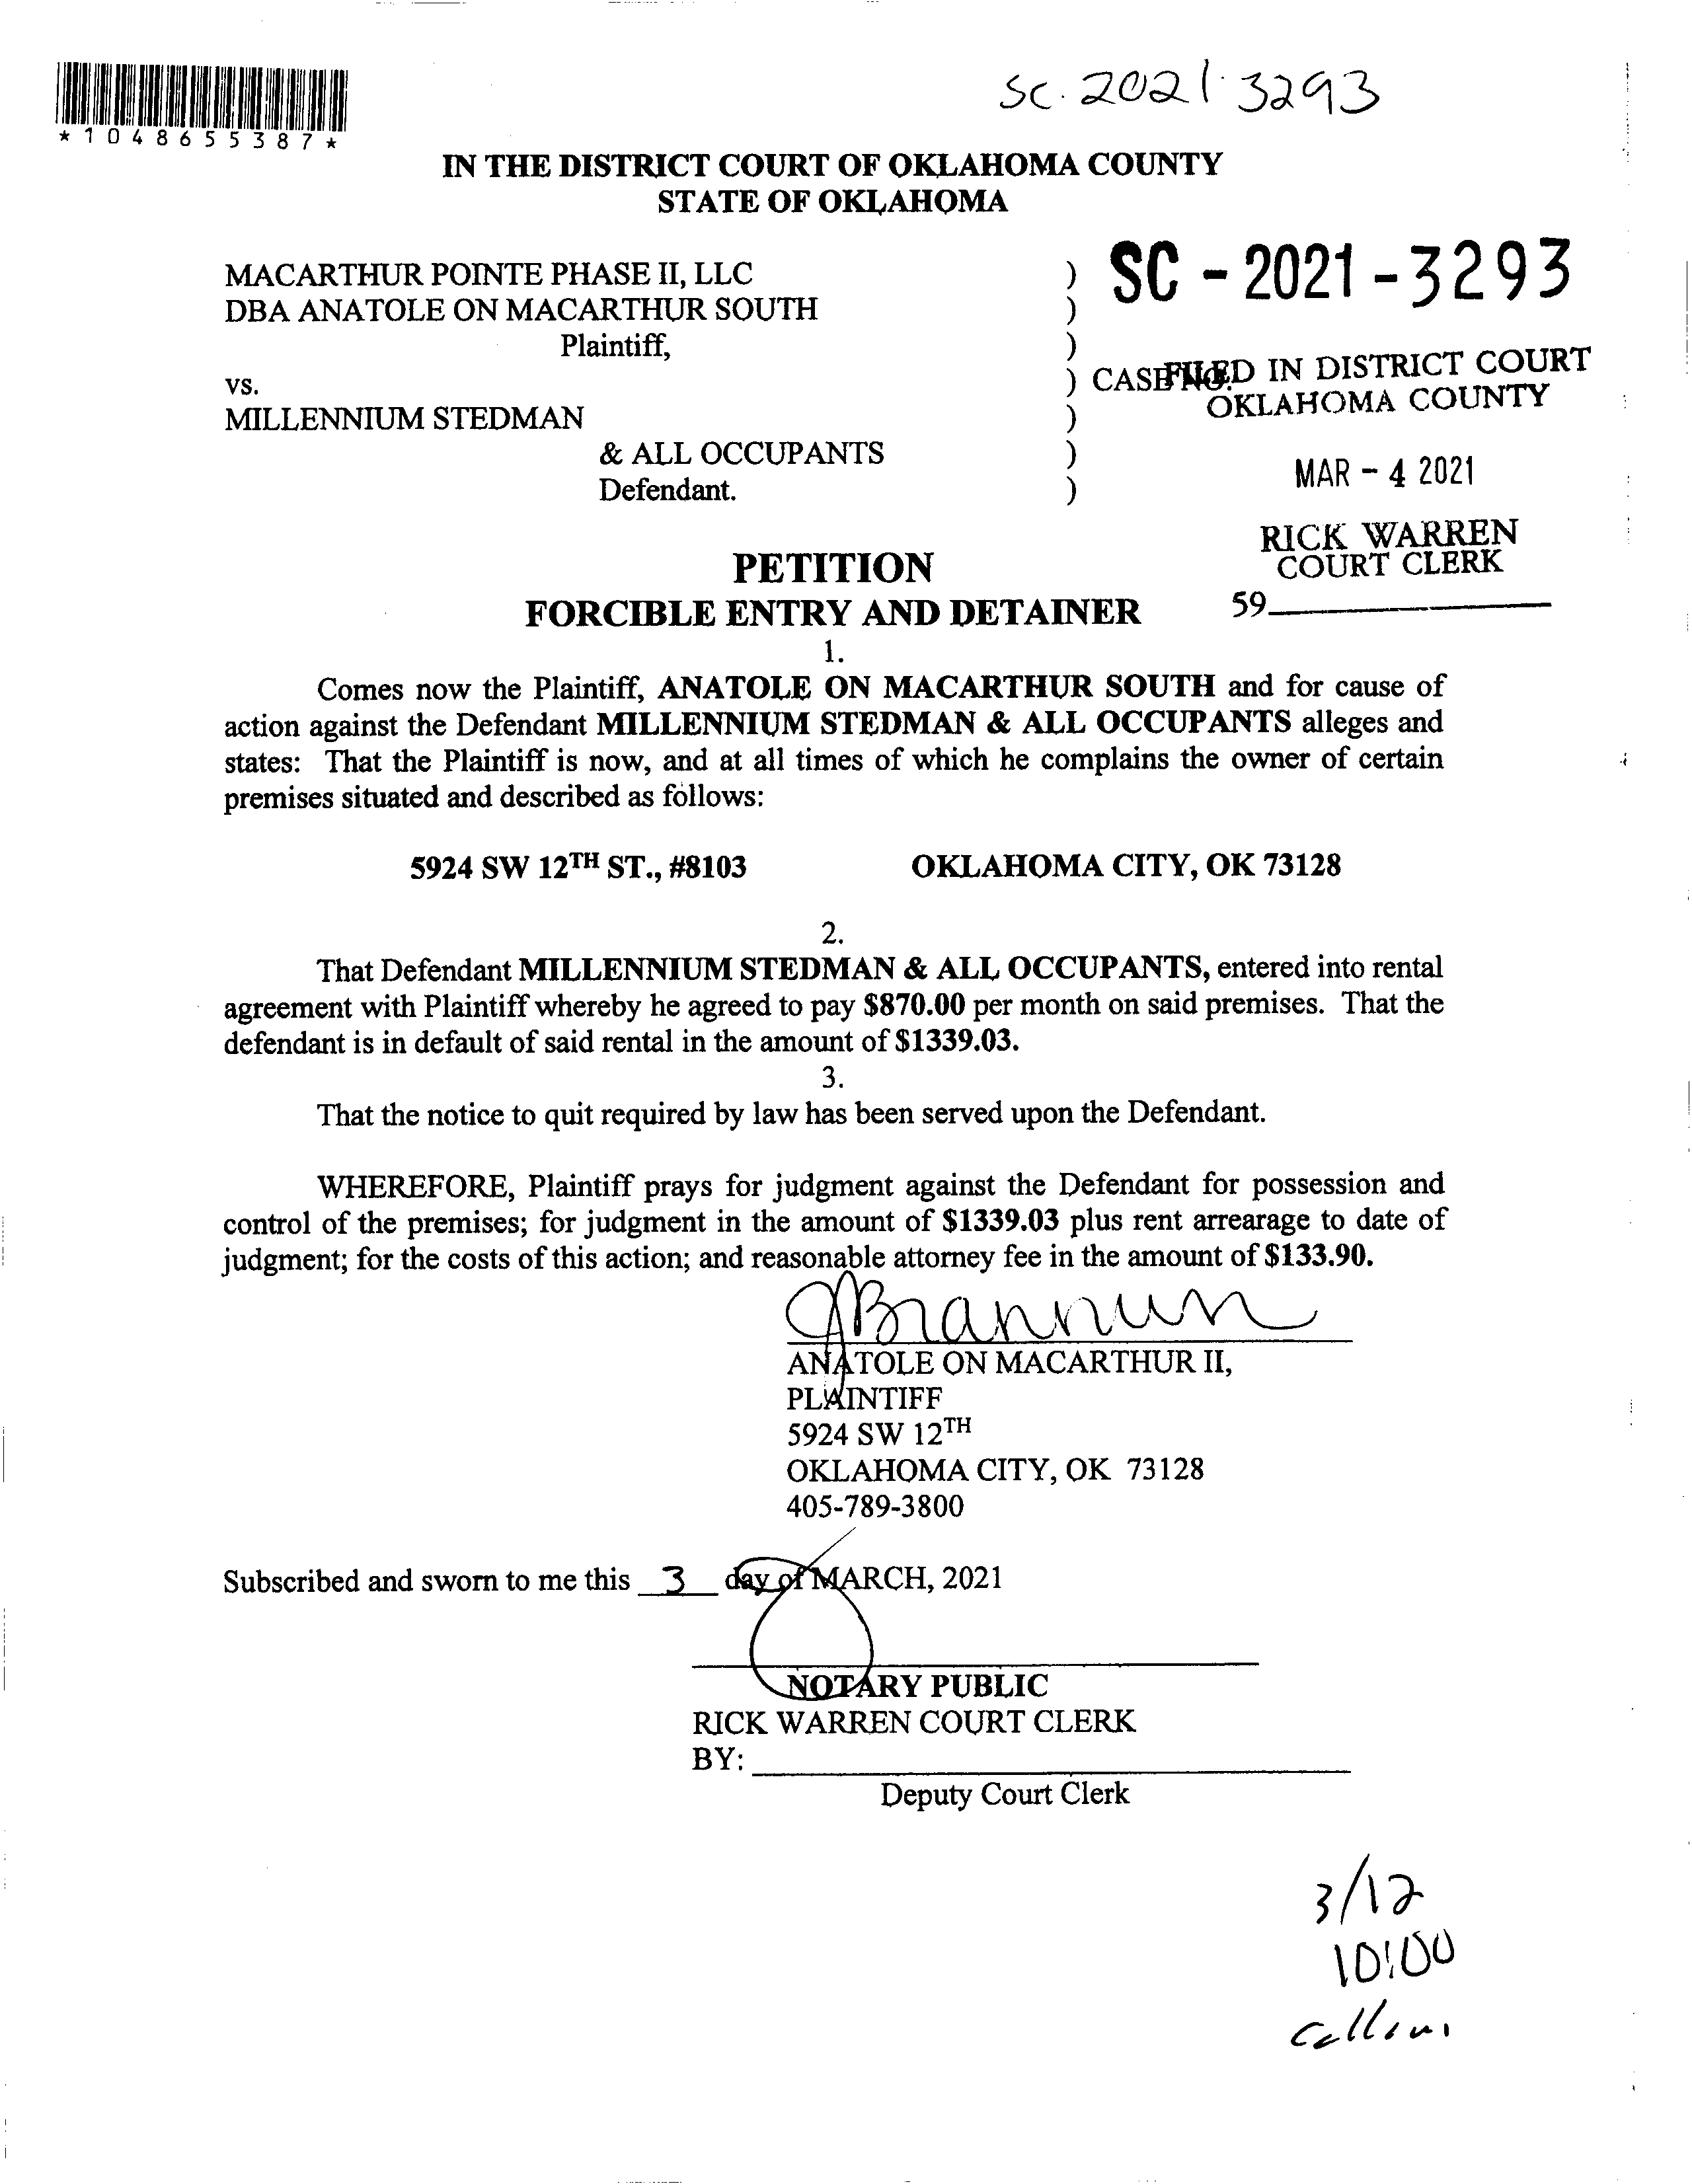 SC. 2021. 3293
*1048655387*
IN THE DISTRICT COURT OF OKLAHOMA COUNTY
STATE OF OKLAHOMA
MACARTHUR POINTE PHASE II, LLC )
DBA ANATOLE ON MACARTHUR SOUTH )
Plaintiff, )
SC - 2021 - 3293
vs. ) CASE NO.
MILLENNIUM STEDMAN )
& ALL OCCUPANTS )
Defendant. )
FILED IN DISTRICT COURT
OKLAHOMA COUNTY
MAR - 4 2021
RICK WARREN
COURT CLERK
59
PETITION
FORCIBLE ENTRY AND DETAINER
1.
Comes now the Plaintiff, ANATOLE ON MACARTHUR SOUTH and for cause of
action against the Defendant MILLENNIUM STEDMAN & ALL OCCUPANTS alleges and
states: That the Plaintiff is now, and at all times of which he complains the owner of certain
premises situated and described as follows:
5924 SW 12TH ST., #8103 OKLAHOMA CITY, OK 73128
2.
That Defendant MILLENNIUM STEDMAN & ALL OCCUPANTS, entered into rental
agreement with Plaintiff whereby he agreed to pay $870.00 per month on said premises. That the
defendant is in default of said rental in the amount of $1339.03.
3.
That the notice to quit required by law has been served upon the Defendant.
WHEREFORE, Plaintiff prays for judgment against the Defendant for possession and
control of the premises; for judgment in the amount of $1339.03 plus rent arrearage to date of
judgment; for the costs of this action; and reasonable attorney fee in the amount of $133.90.
JBrannun
ANATOLE ON MACARTHUR II,
PLAINTIFF
5924 SW 12TH
OKLAHOMA CITY, OK 73128
405-789-3800
Subscribed and sworn to me this 3 day of MARCH, 2021
NOTARY PUBLIC
RICK WARREN COURT CLERK
BY:
Deputy Court Clerk
3/12
10:00